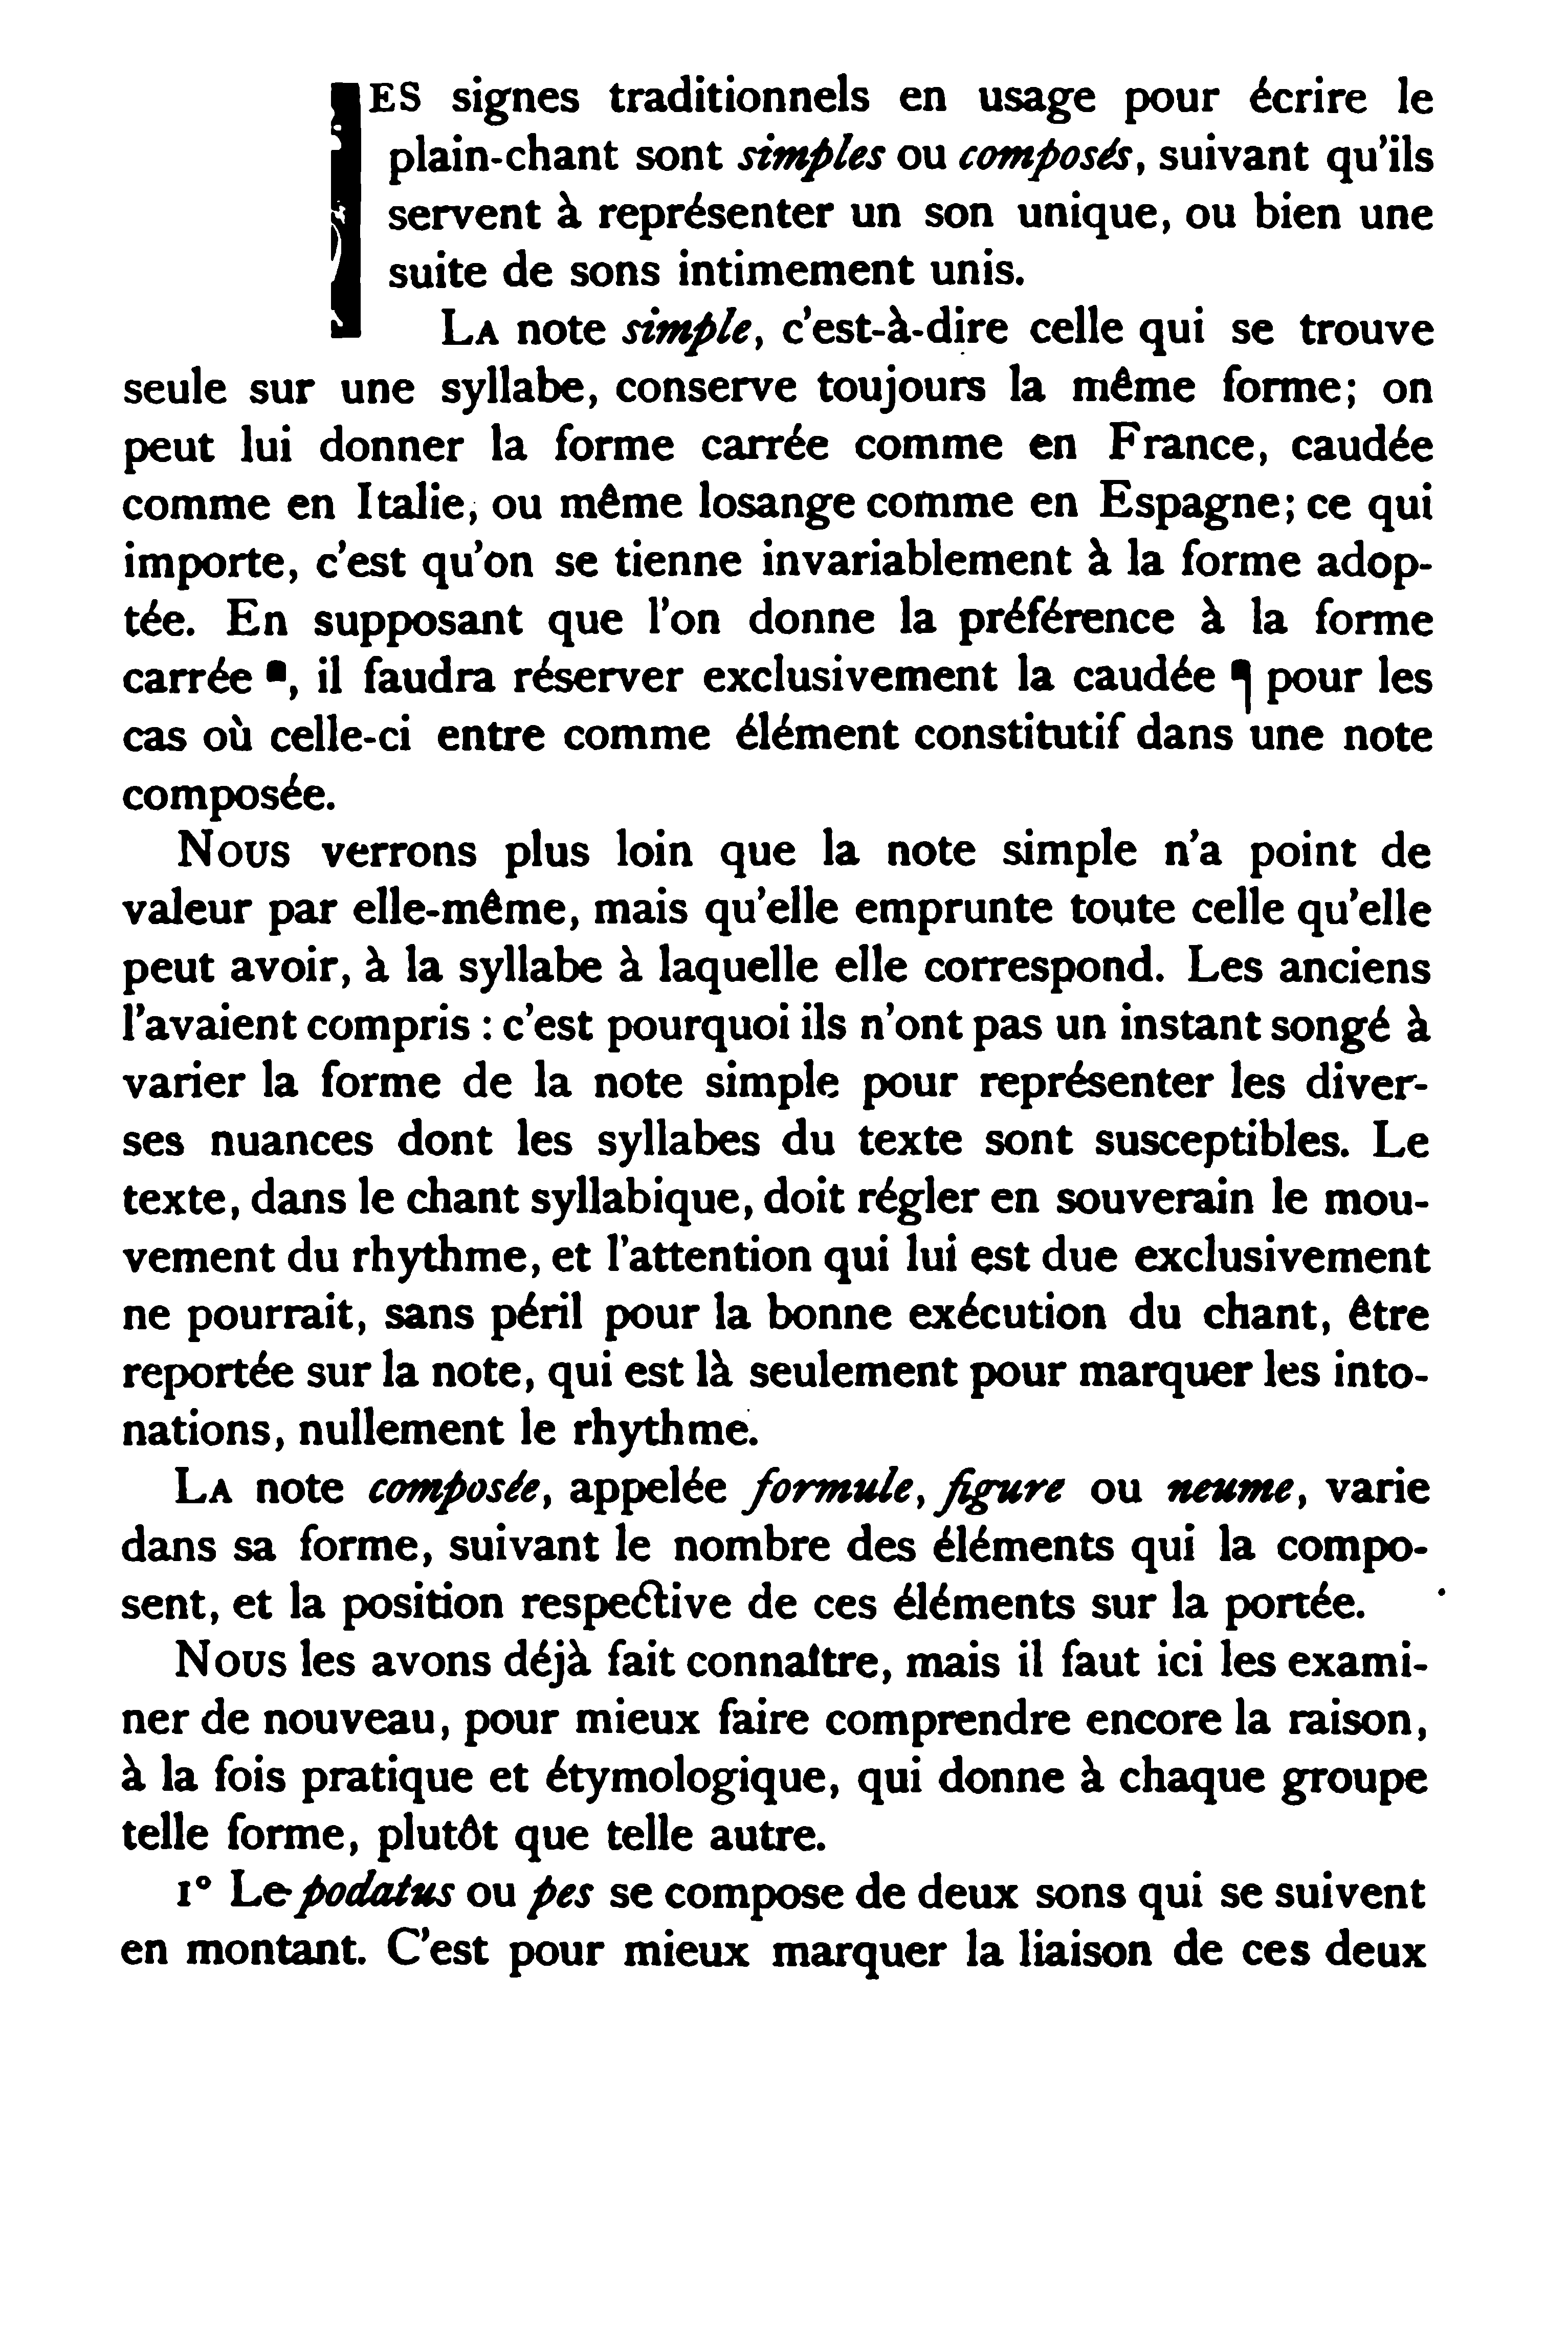 ES signes traditionnels en usage pour écrire le
plain-chant sont simples ou composés, suivant qu'ils
servent à représenter un son unique, ou bien une
suite de sons intimement unis.
LA note simple, c'est-à-dire celle qui se trouve
seule sur une syllabe, conserve toujours la même forme; on
peut lui donner la forme carrée comme en France, caudée
comme en Italie, ou même losange comme en Espagne; ce qui
importe, c'est qu'on se tienne invariablement à la forme adop-
tée. En supposant que l'on donne la préférence à la forme
carrée ▪, il faudra réserver exclusivement la caudée ¶ pour les
cas où celle-ci entre comme élément constitutif dans une note
composée.
NOUS verrons plus loin que la note simple n'a point de
valeur par elle-même, mais qu'elle emprunte toute celle qu'elle
peut avoir, à la syllabe à laquelle elle correspond. Les anciens
l'avaient compris : c'est pourquoi ils n'ont pas un instant songé à
varier la forme de la note simple pour représenter les diver-
ses nuances dont les syllabes du texte sont susceptibles. Le
texte, dans le chant syllabique, doit régler en souverain le mou-
vement du rhythme, et l'attention qui lui est due exclusivement
ne pourrait, sans péril pour la bonne exécution du chant, être
reportée sur la note, qui est là seulement pour marquer les into-
nations, nullement le rhythme.
LA note composée, appelée formule, figure ou neume, varie
dans sa forme, suivant le nombre des éléments qui la compo-
sent, et la position respective de ces éléments sur la portée.
NOUS les avons déjà fait connaître, mais il faut ici les exami-
ner de nouveau, pour mieux faire comprendre encore la raison,
à la fois pratique et étymologique, qui donne à chaque groupe
telle forme, plutôt que telle autre.
1° Le podatus ou pes se compose de deux sons qui se suivent
en montant. C'est pour mieux marquer la liaison de ces deux